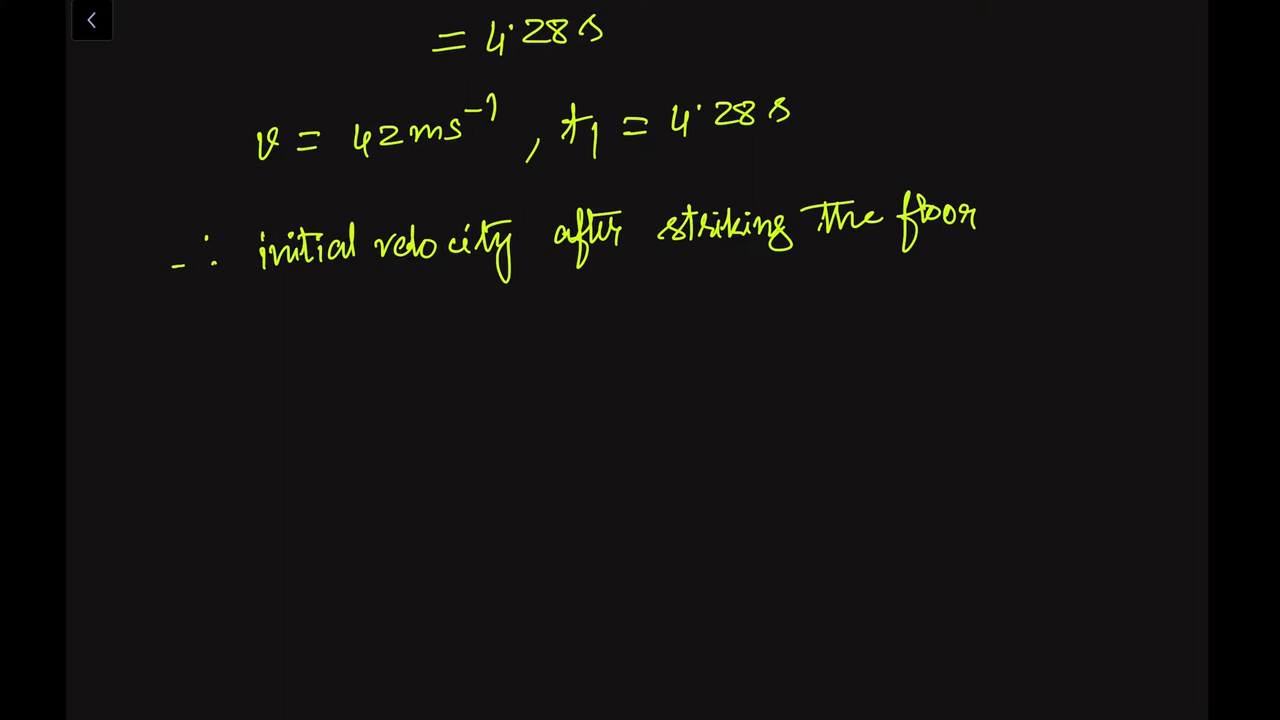 = 4.28 s
v = 42 ms⁻¹ , t₁ = 4.28 s
∴ initial velocity after striking the floor